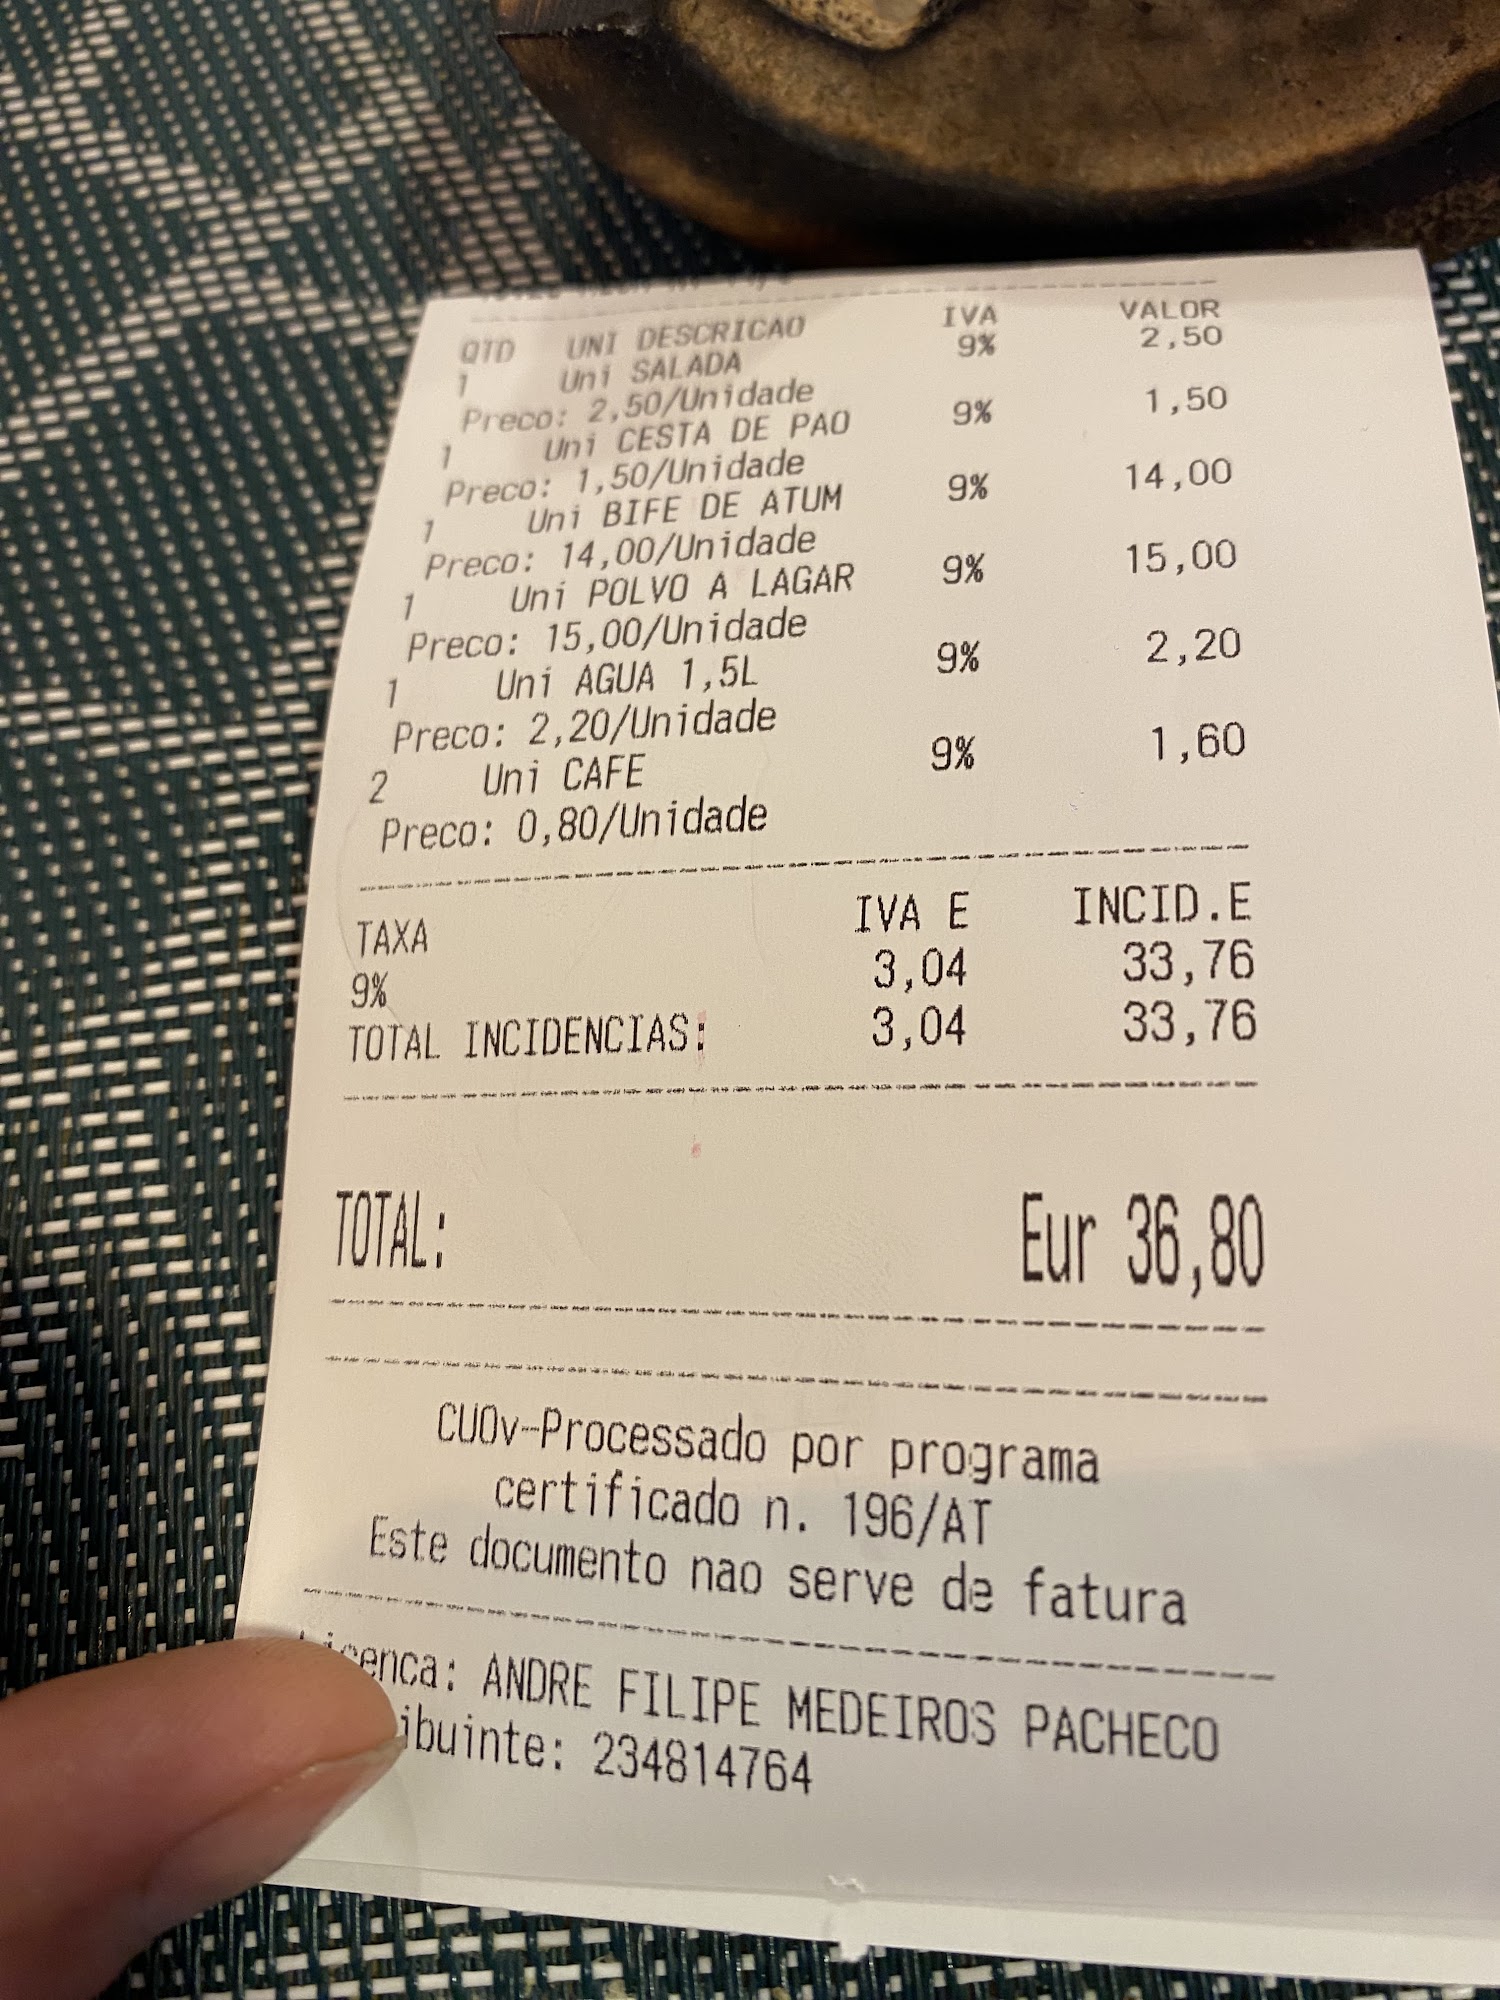 QTD UNI DESCRICAO IVA VALOR
1 Uni SALADA 9% 2,50
Preco: 2,50/Unidade
1 Uni CESTA DE PAO 9% 1,50
Preco: 1,50/Unidade
1 Uni BIFE DE ATUM 9% 14,00
Preco: 14,00/Unidade
1 Uni POLVO A LAGAR 9% 15,00
Preco: 15,00/Unidade
1 Uni AGUA 1,5L 9% 2,20
Preco: 2,20/Unidade
2 Uni CAFE 9% 1,60
Preco: 0,80/Unidade
TAXA IVA E INCID.E
9% 3,04 33,76
TOTAL INCIDENCIAS: 3,04 33,76
TOTAL: Eur 36,80
CUOv-Processado por programa
certificado n. 196/AT
Este documento nao serve de fatura
Licenca: ANDRE FILIPE MEDEIROS PACHECO
ibuinte: 234814764